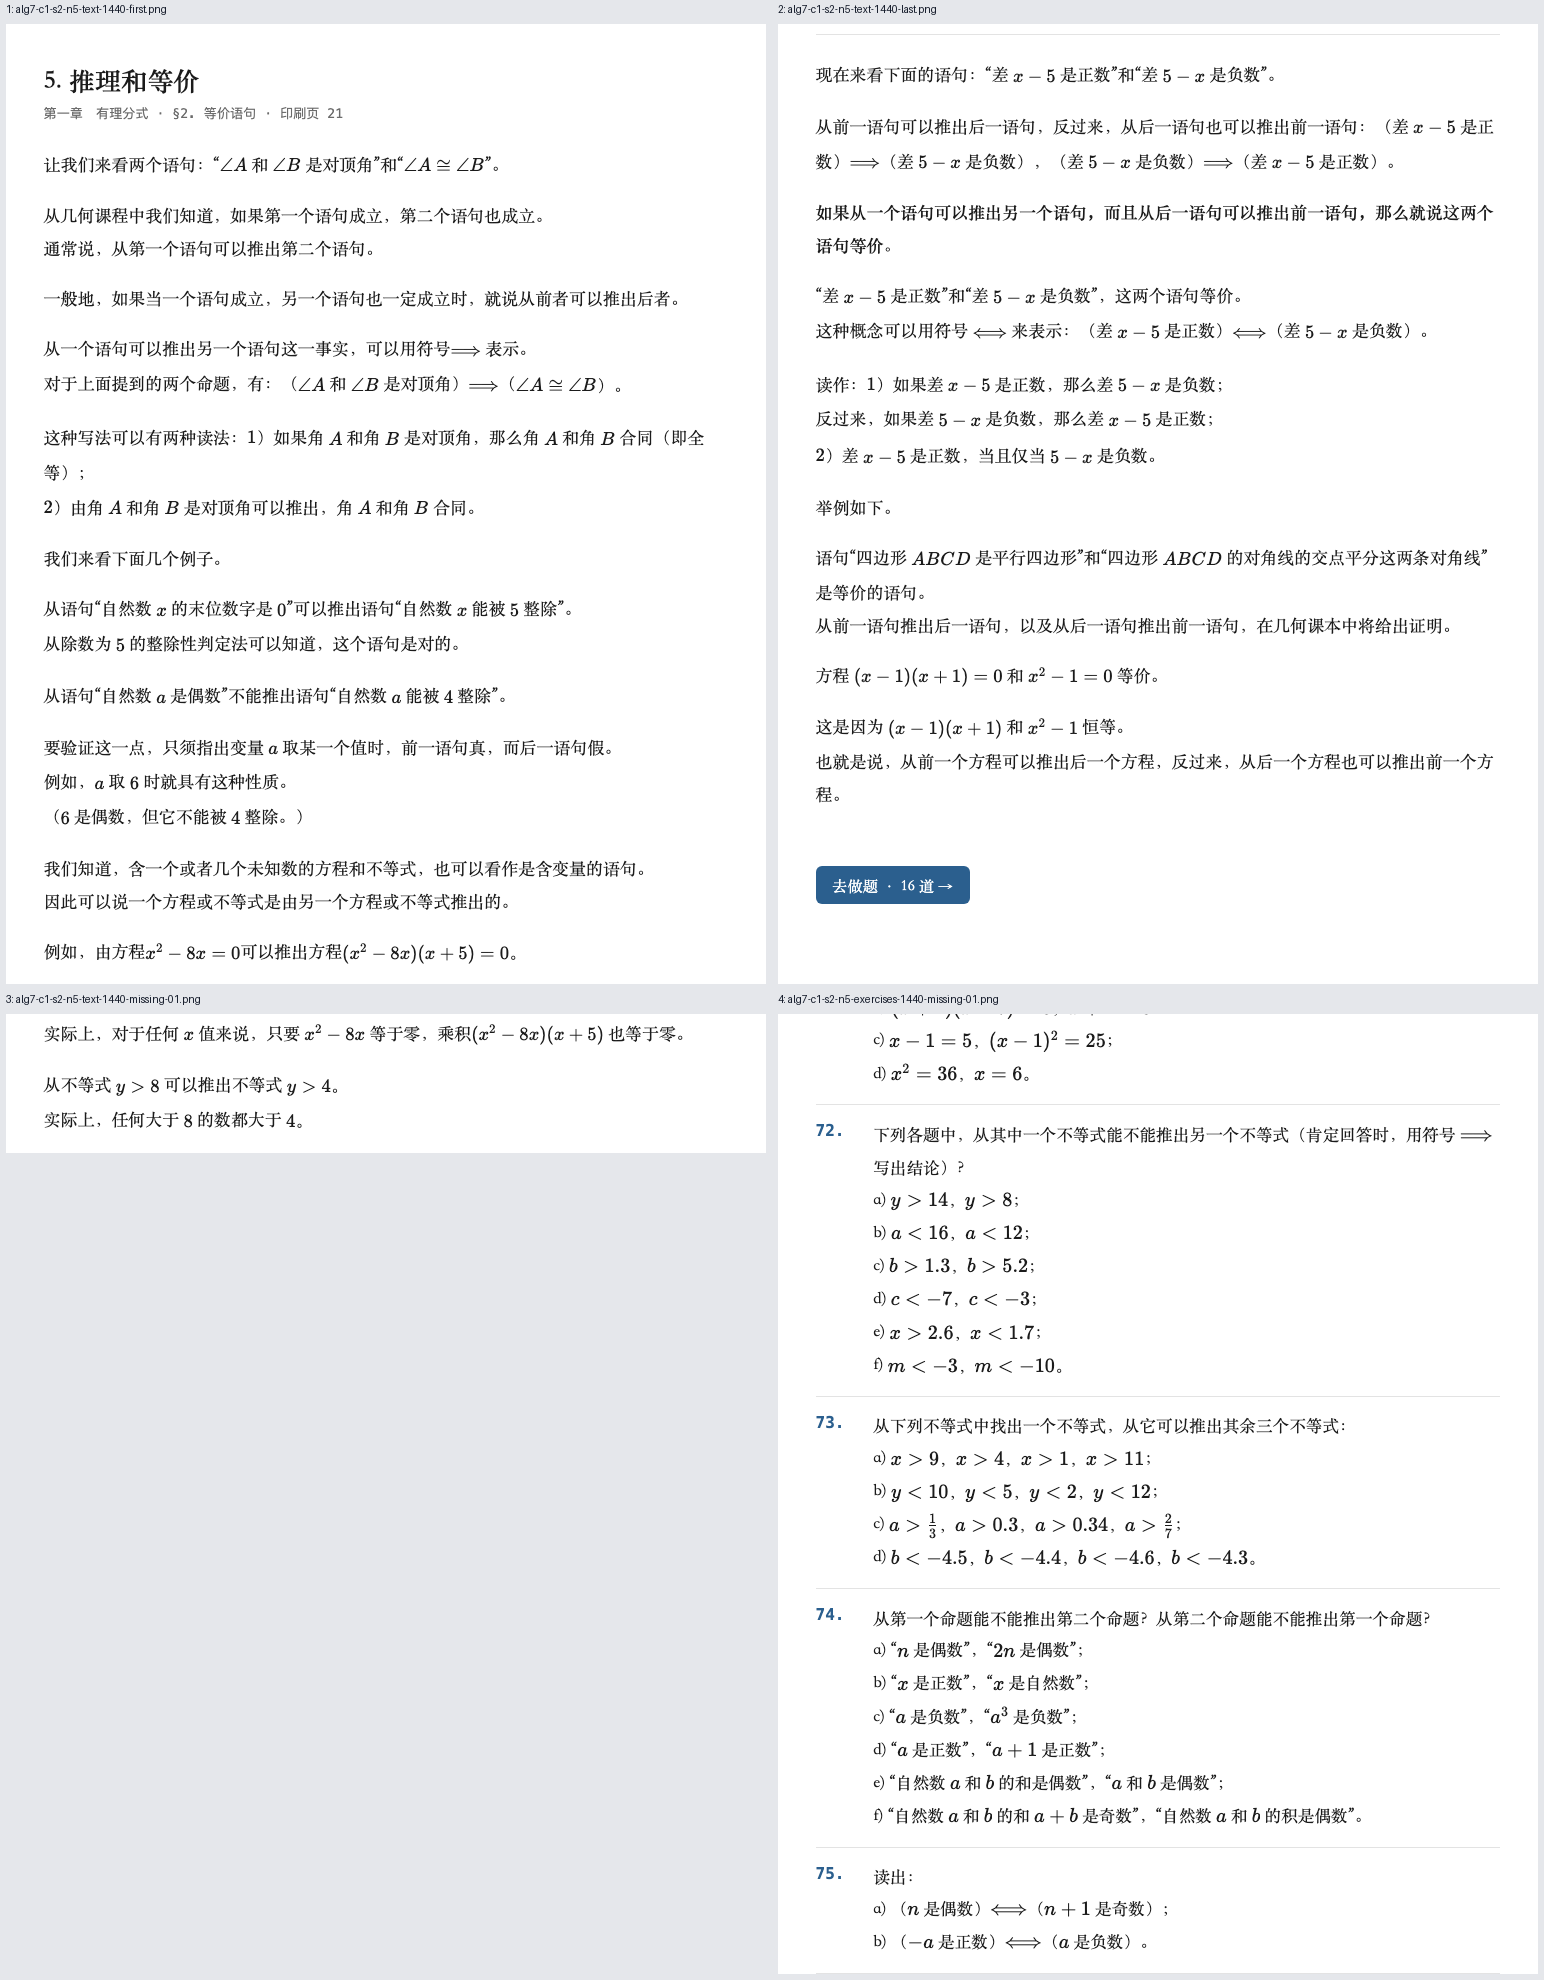 1: alg7-c1-s2-n5-text-1440-first.png
5. 推理和等价
第一章 有理分式 · §2. 等价语句 · 印刷页 21
让我们来看两个语句：“∠A 和 ∠B 是对顶角”和“∠A ≅ ∠B”。
从几何课程中我们知道，如果第一个语句成立，第二个语句也成立。
通常说，从第一个语句可以推出第二个语句。
一般地，如果当一个语句成立，另一个语句也一定成立时，就说从前者可以推出后者。
从一个语句可以推出另一个语句这一事实，可以用符号⟹ 表示。
对于上面提到的两个命题，有：（∠A 和 ∠B 是对顶角）⟹（∠A ≅ ∠B）。
这种写法可以有两种读法：1）如果角 A 和角 B 是对顶角，那么角 A 和角 B 合同（即全
等）；
2）由角 A 和角 B 是对顶角可以推出，角 A 和角 B 合同。
我们来看下面几个例子。
从语句“自然数 x 的末位数字是 0”可以推出语句“自然数 x 能被 5 整除”。
从除数为 5 的整除性判定法可以知道，这个语句是对的。
从语句“自然数 a 是偶数”不能推出语句“自然数 a 能被 4 整除”。
要验证这一点，只须指出变量 a 取某一个值时，前一语句真，而后一语句假。
例如，a 取 6 时就具有这种性质。
（6 是偶数，但它不能被 4 整除。）
我们知道，含一个或者几个未知数的方程和不等式，也可以看作是含变量的语句。
因此可以说一个方程或不等式是由另一个方程或不等式推出的。
例如，由方程x² − 8x = 0可以推出方程(x² − 8x)(x + 5) = 0。
2: alg7-c1-s2-n5-text-1440-last.png
现在来看下面的语句：“差 x − 5 是正数”和“差 5 − x 是负数”。
从前一语句可以推出后一语句，反过来，从后一语句也可以推出前一语句：（差 x − 5 是正
数）⟹（差 5 − x 是负数），（差 5 − x 是负数）⟹（差 x − 5 是正数）。
如果从一个语句可以推出另一个语句，而且从后一语句可以推出前一语句，那么就说这两个
语句等价。
“差 x − 5 是正数”和“差 5 − x 是负数”，这两个语句等价。
这种概念可以用符号 ⟺ 来表示：（差 x − 5 是正数）⟺（差 5 − x 是负数）。
读作：1）如果差 x − 5 是正数，那么差 5 − x 是负数；
反过来，如果差 5 − x 是负数，那么差 x − 5 是正数；
2）差 x − 5 是正数，当且仅当 5 − x 是负数。
举例如下。
语句“四边形 ABCD 是平行四边形”和“四边形 ABCD 的对角线的交点平分这两条对角线”
是等价的语句。
从前一语句推出后一语句，以及从后一语句推出前一语句，在几何课本中将给出证明。
方程 (x − 1)(x + 1) = 0 和 x² − 1 = 0 等价。
这是因为 (x − 1)(x + 1) 和 x² − 1 恒等。
也就是说，从前一个方程可以推出后一个方程，反过来，从后一个方程也可以推出前一个方
程。
去做题 · 16 道 →
3: alg7-c1-s2-n5-text-1440-missing-01.png
实际上，对于任何 x 值来说，只要 x² − 8x 等于零，乘积(x² − 8x)(x + 5) 也等于零。
从不等式 y > 8 可以推出不等式 y > 4。
实际上，任何大于 8 的数都大于 4。
4: alg7-c1-s2-n5-exercises-1440-missing-01.png
c) x − 1 = 5，(x − 1)² = 25；
d) x² = 36，x = 6。
72. 下列各题中，从其中一个不等式能不能推出另一个不等式（肯定回答时，用符号 ⟹
写出结论）？
a) y > 14，y > 8；
b) a < 16，a < 12；
c) b > 1.3，b > 5.2；
d) c < −7，c < −3；
e) x > 2.6，x < 1.7；
f) m < −3，m < −10。
73. 从下列不等式中找出一个不等式，从它可以推出其余三个不等式：
a) x > 9，x > 4，x > 1，x > 11；
b) y < 10，y < 5，y < 2，y < 12；
c) a > 1/3，a > 0.3，a > 0.34，a > 2/7；
d) b < −4.5，b < −4.4，b < −4.6，b < −4.3。
74. 从第一个命题能不能推出第二个命题？从第二个命题能不能推出第一个命题？
a) “n 是偶数”，“2n 是偶数”；
b) “x 是正数”，“x 是自然数”；
c) “a 是负数”，“a³ 是负数”；
d) “a 是正数”，“a + 1 是正数”；
e) “自然数 a 和 b 的和是偶数”，“a 和 b 是偶数”；
f) “自然数 a 和 b 的和 a + b 是奇数”，“自然数 a 和 b 的积是偶数”。
75. 读出：
a) （n 是偶数）⟺（n + 1 是奇数）；
b) （−a 是正数）⟺（a 是负数）。